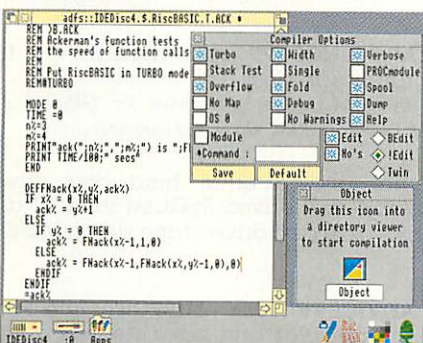 adfs::IDEDisc4.$.RiscBASIC.T.ACK *
REM >B.ACK
REM Ackerman's function tests
REM the speed of function calls
REM
REM Put RiscBASIC in TURBO mode
REM@TURBO
MODE 0
TIME =0
n%=3
m%=4
PRINT"ack(";n%;",";m%;") is ";F
PRINT TIME/100;" secs"
END
DEFFNack(x%,y%,ack%)
IF x% = 0 THEN
ack% = y%+1
ELSE
IF y% = 0 THEN
ack% = FNack(x%-1,1,0)
ELSE
ack% = FNack(x%-1,FNack(x%,y%-1,0),0)
ENDIF
ENDIF
=ack%
Compiler Options
Turbo Width Verbose
Stack Test Single PROCmodule
Overflow Fold Spool
No Map Debug Dump
OS 0 No Warnings Help
Module Edit BEdit
*Command : No's !Edit
Save Default Twin
Object
Drag this icon into
a directory viewer
to start compilation
Object
IDEDisc4 :0 Apps